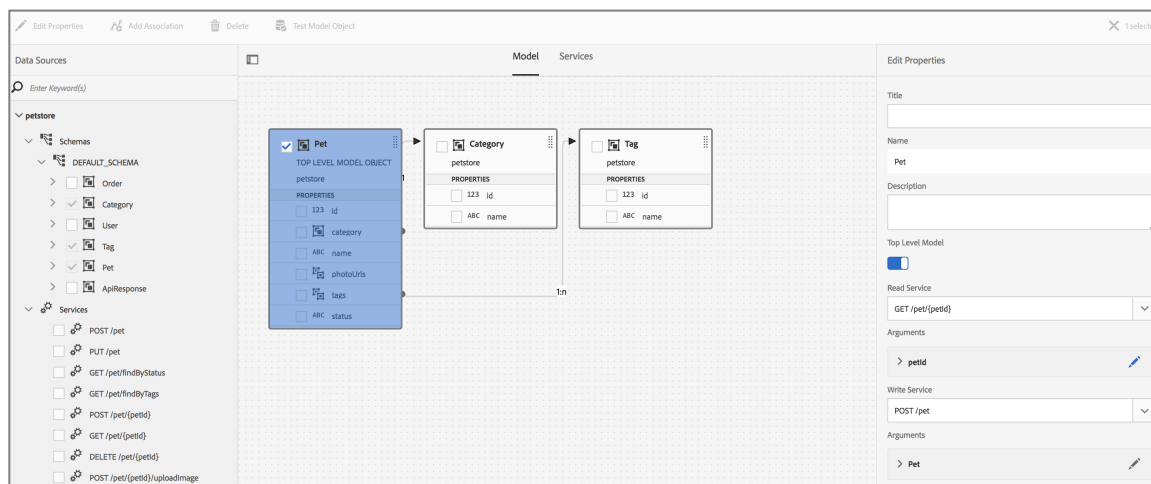 Edit Properties
Add Association
Delete
Test Model Object
1 selecte
Data Sources
Model
Services
Edit Properties
Enter Keyword(s)
petstore
Schemas
DEFAULT_SCHEMA
Order
Category
User
Tag
Pet
ApiResponse
Services
POST /pet
PUT /pet
GET /pet/findByStatus
GET /pet/findByTags
POST /pet/{petId}
GET /pet/{petId}
DELETE /pet/{petId}
POST /pet/{petId}/uploadImage
Pet
TOP LEVEL MODEL OBJECT
petstore
PROPERTIES
123 id
category
ABC name
photoUrls
tags
ABC status
1
Category
petstore
PROPERTIES
123 id
ABC name
Tag
petstore
PROPERTIES
123 id
ABC name
1:n
Title
Name
Pet
Description
Top Level Model
Read Service
GET /pet/{petId}
Arguments
petId
Write Service
POST /pet
Arguments
Pet